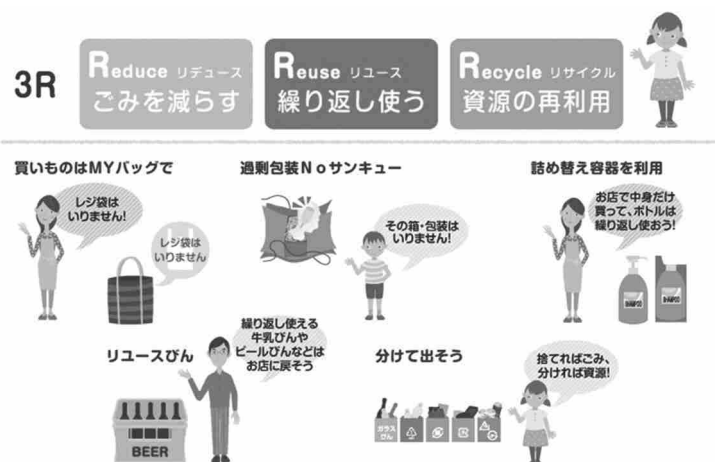 3R
Reduce リデュース
ごみを減らす
Reuse リユース
繰り返し使う
Recycle リサイクル
資源の再利用
買いものはMYバッグで
レジ袋は
いりません!
レジ袋は
いりません
過剰包装Noサンキュー
その箱・包装は
いりません!
詰め替え容器を利用
お店で中身だけ
買って、ボトルは
繰り返し使おう!
SHAMPOO
SHAMPOO
リユースびん
繰り返し使える
牛乳びんや
ビールびんなどは
お店に戻そう
BEER
分けて出そう
捨てればごみ、
分ければ資源!
ガラス
びん